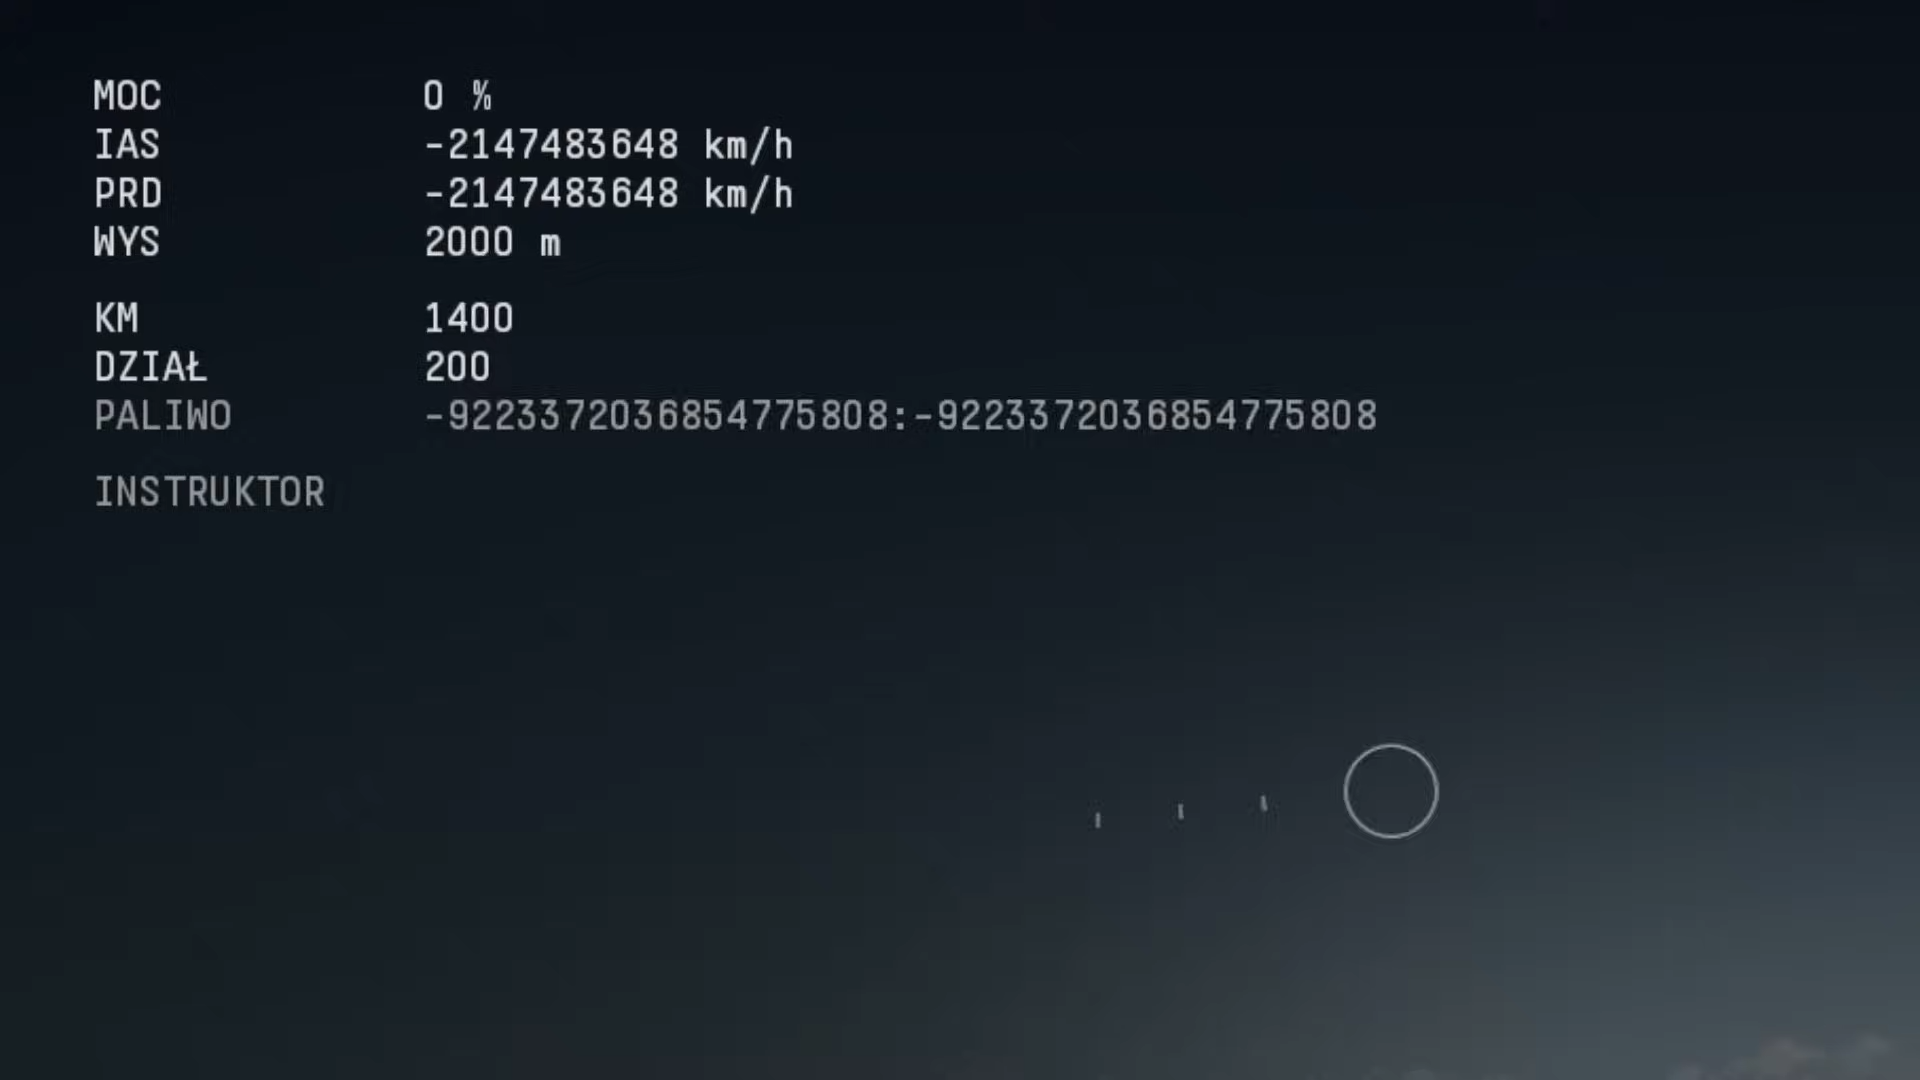 MOC 0 %
IAS -2147483648 km/h
PRD -2147483648 km/h
WYS 2000 m
KM 1400
DZIAŁ 200
PALIWO -9223372036854775808:-9223372036854775808
INSTRUKTOR